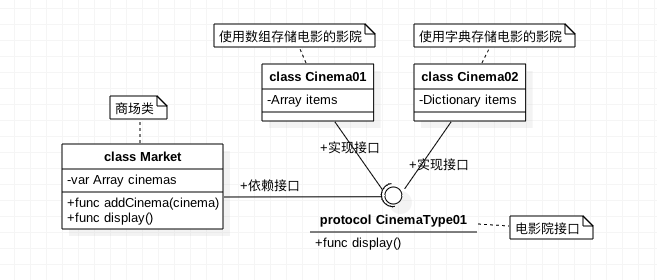 使用数组存储电影的影院
使用字典存储电影的影院
class Cinema01
-Array items
class Cinema02
-Dictionary items
商场类
class Market
-var Array cinemas
+func addCinema(cinema)
+func display()
+实现接口
+实现接口
+依赖接口
protocol CinemaType01
+func display()
电影院接口